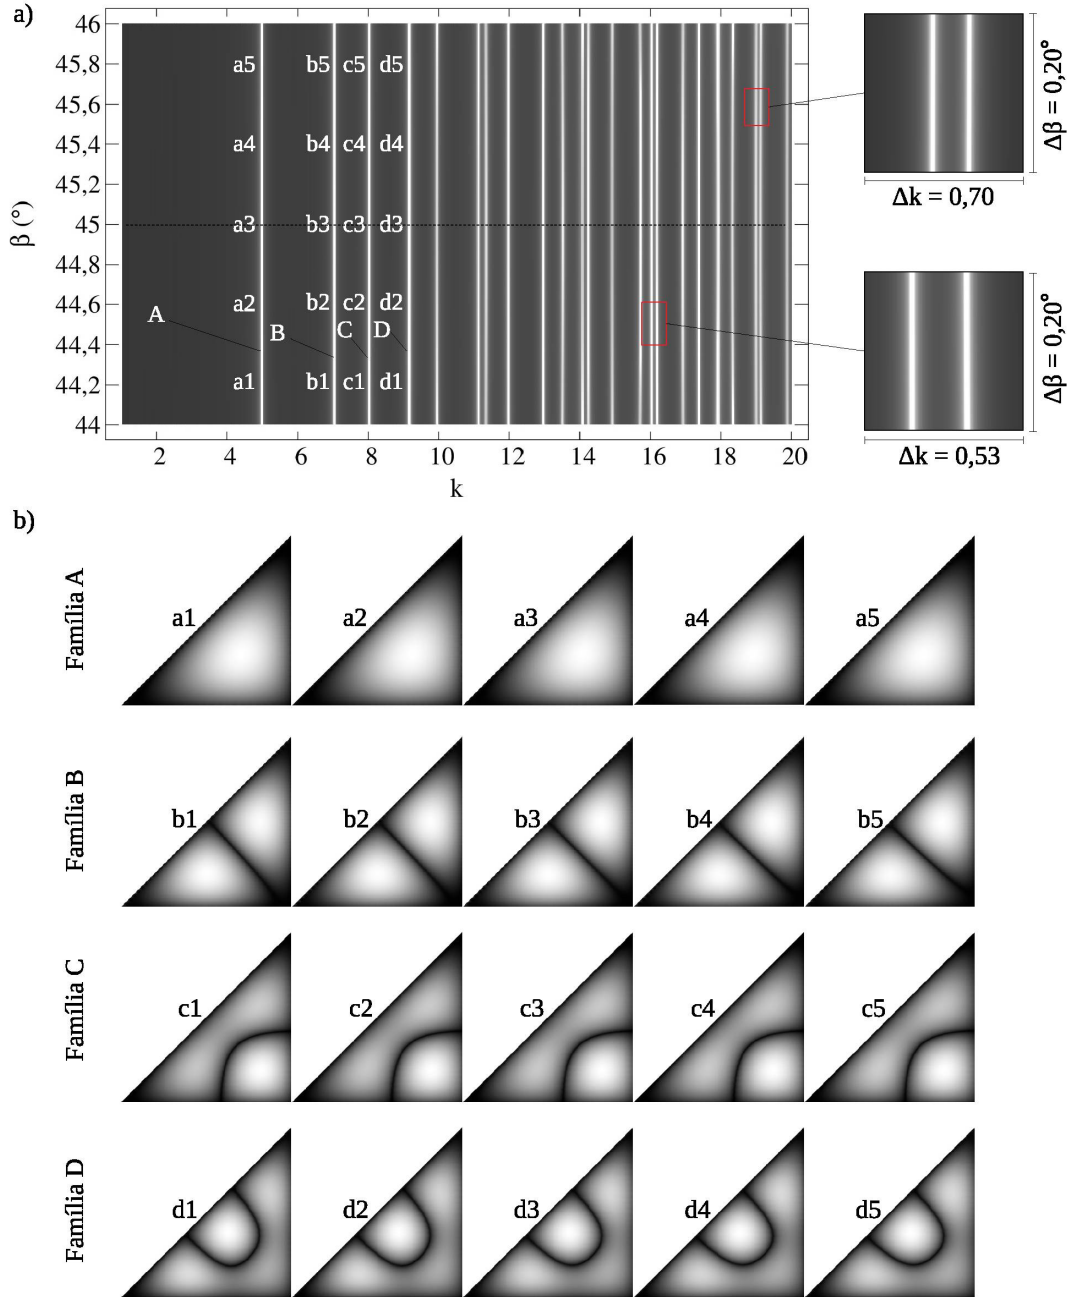 a)
46
45,8
45,6
45,4
45,2
45
44,8
44,6
44,4
44,2
44
β (°)
a5 b5 c5 d5
a4 b4 c4 d4
a3 b3 c3 d3
a2 b2 c2 d2
A B C D
a1 b1 c1 d1
2 4 6 8 10 12 14 16 18 20
k
Δβ = 0,20°
Δk = 0,70
Δβ = 0,20°
Δk = 0,53
b)
Família A
a1 a2 a3 a4 a5
Família B
b1 b2 b3 b4 b5
Família C
c1 c2 c3 c4 c5
Família D
d1 d2 d3 d4 d5